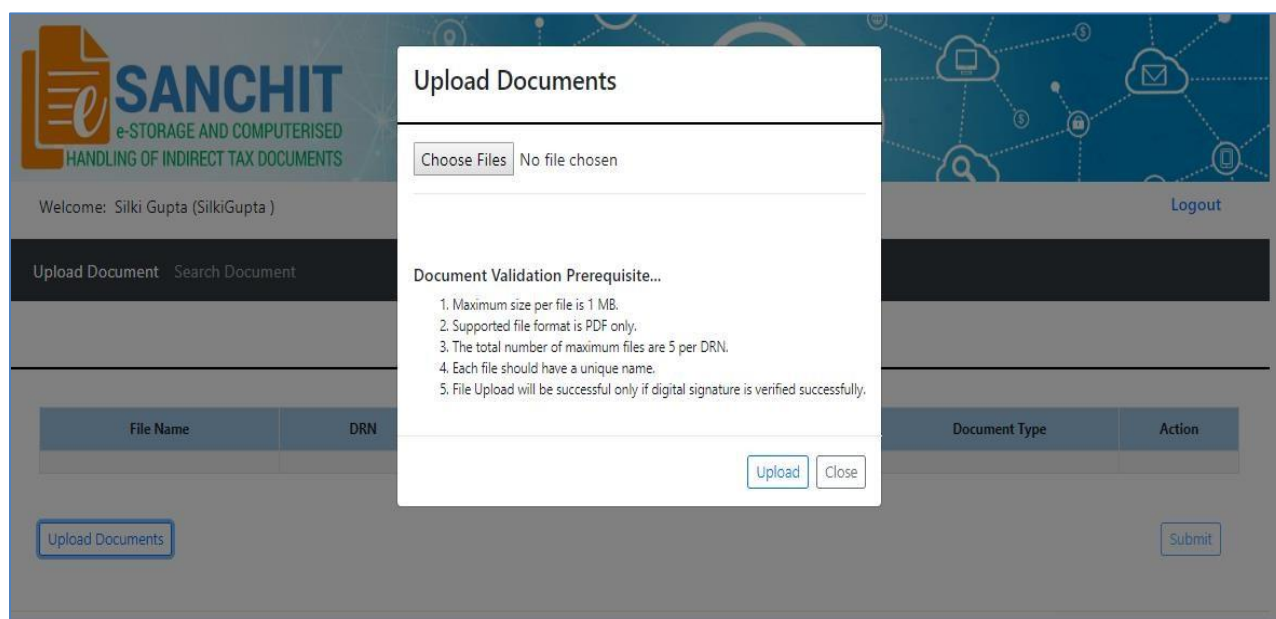 SANCHIT
e-STORAGE AND COMPUTERISED
HANDLING OF INDIRECT TAX DOCUMENTS
Welcome: Silki Gupta (SilkiGupta )
Logout
Upload Document Search Document
Upload Documents
Choose Files No file chosen
Document Validation Prerequisite...
1. Maximum size per file is 1 MB.
2. Supported file format is PDF only.
3. The total number of maximum files are 5 per DRN.
4. Each file should have a unique name.
5. File Upload will be successful only if digital signature is verified successfully.
Upload Close
File Name DRN Document Type Action
Upload Documents Submit